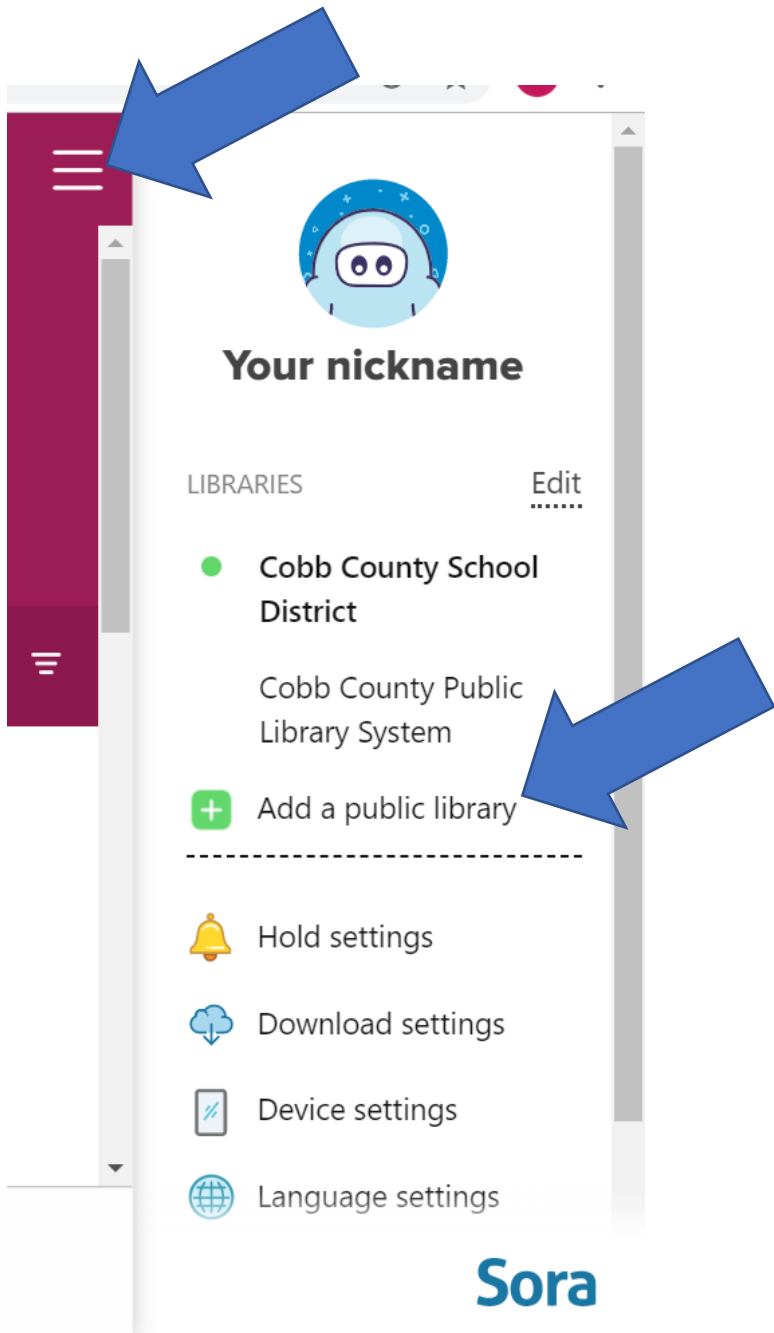 Your nickname
LIBRARIES Edit
Cobb County School
District
Cobb County Public
Library System
Add a public library
Hold settings
Download settings
Device settings
Language settings
Sora